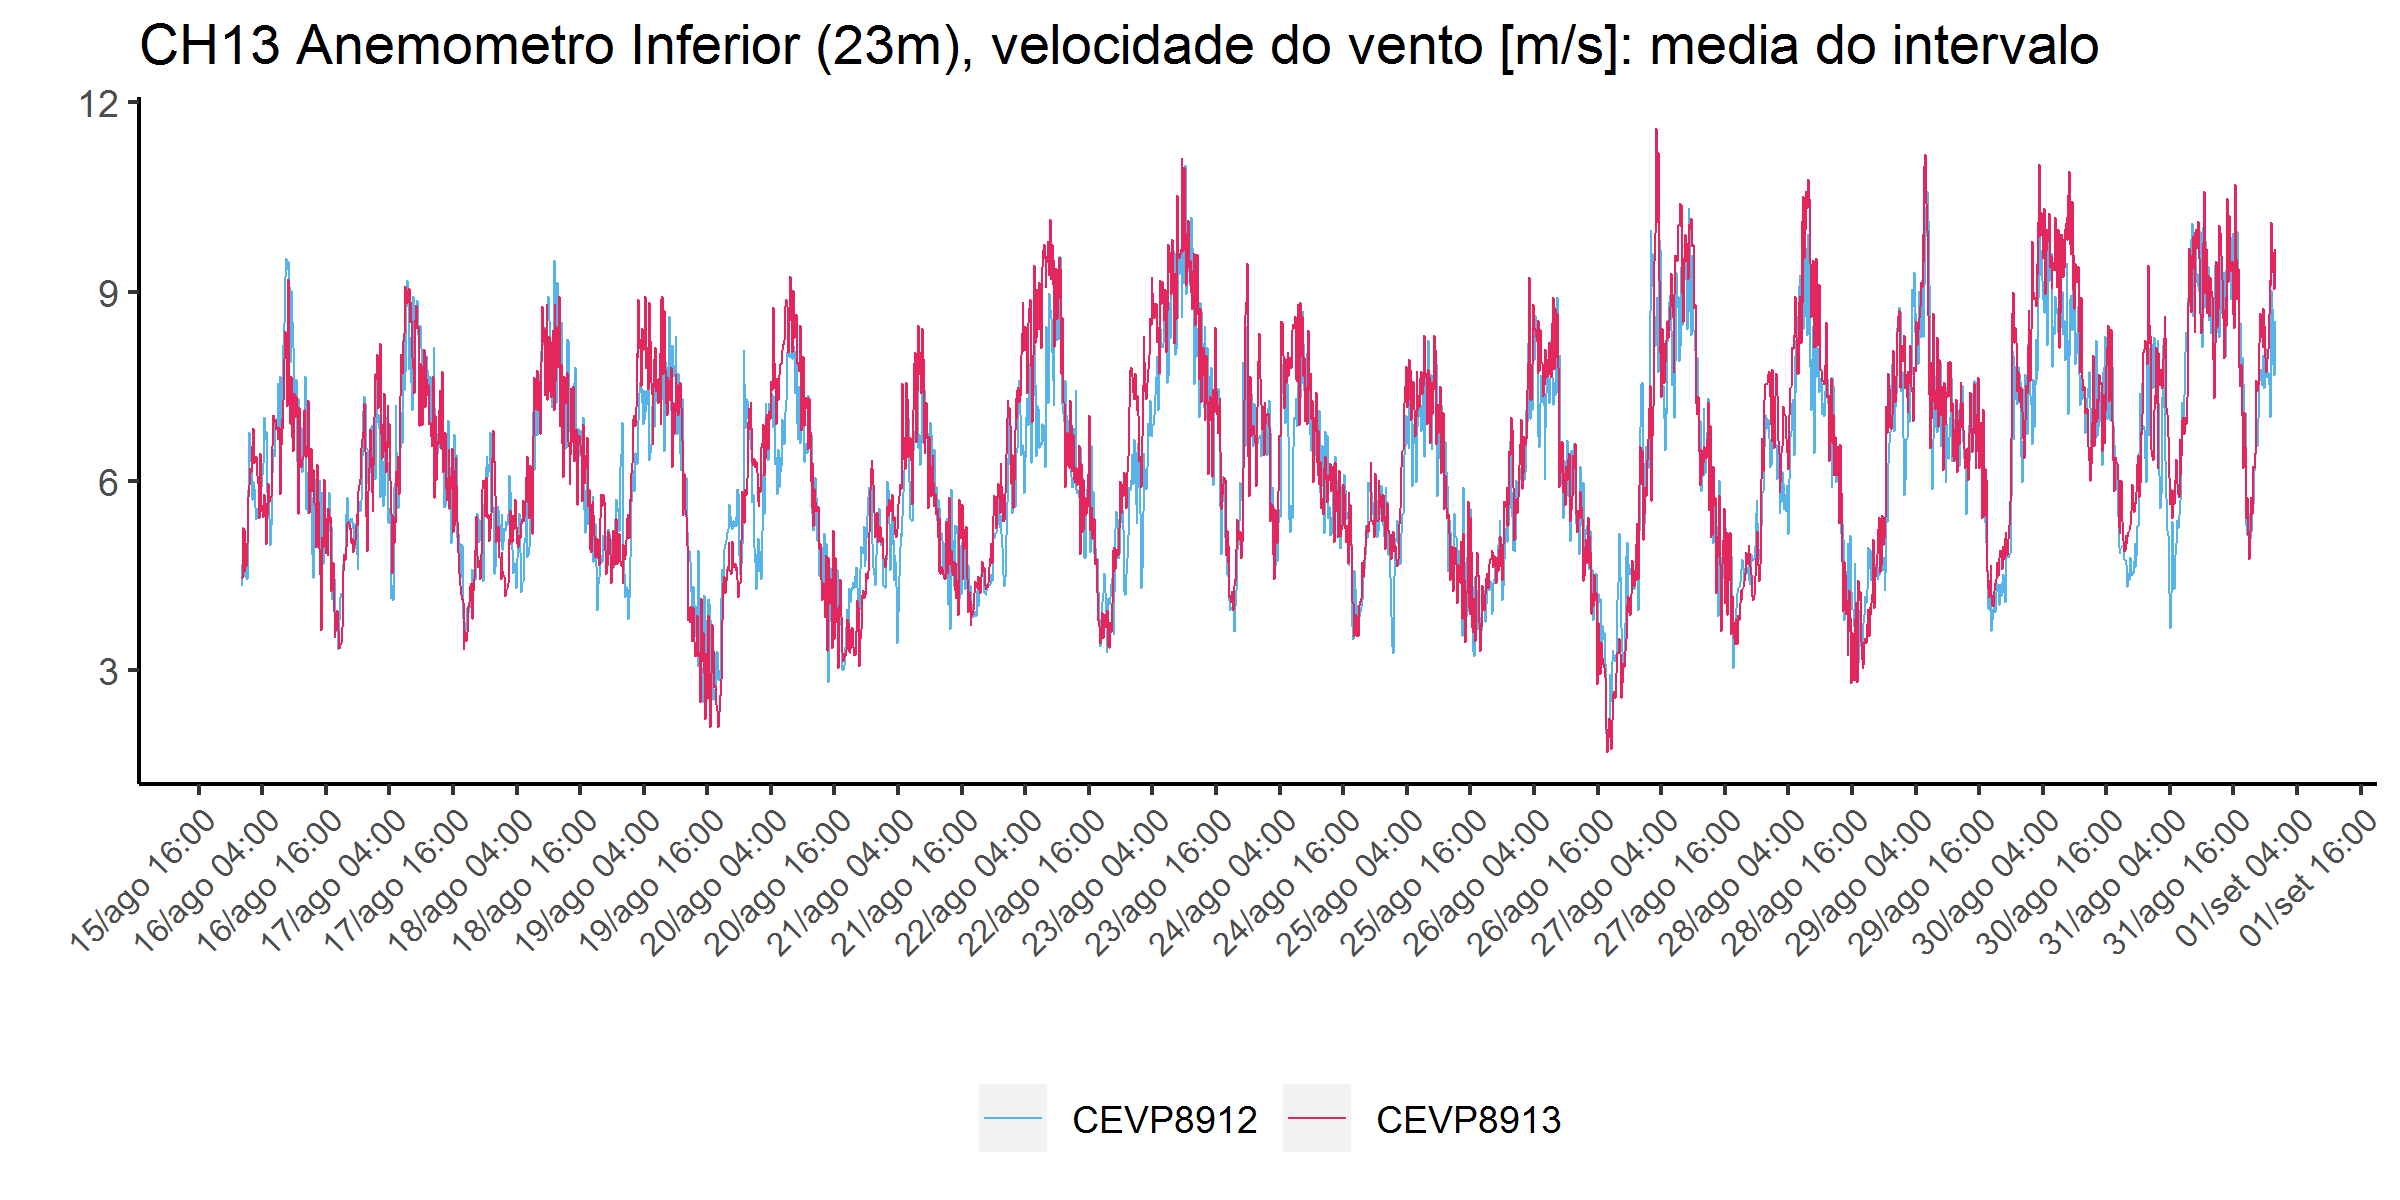 CH13 Anemometro Inferior (23m), velocidade do vento [m/s]: media do intervalo
12
9
6
3
15/ago 16:00
16/ago 04:00
16/ago 16:00
17/ago 04:00
17/ago 16:00
18/ago 04:00
18/ago 16:00
19/ago 04:00
19/ago 16:00
20/ago 04:00
20/ago 16:00
21/ago 04:00
21/ago 16:00
22/ago 04:00
22/ago 16:00
23/ago 04:00
23/ago 16:00
24/ago 04:00
24/ago 16:00
25/ago 04:00
25/ago 16:00
26/ago 04:00
26/ago 16:00
27/ago 04:00
27/ago 16:00
28/ago 04:00
28/ago 16:00
29/ago 04:00
29/ago 16:00
30/ago 04:00
30/ago 16:00
31/ago 04:00
31/ago 16:00
01/set 04:00
01/set 16:00
CEVP8912 CEVP8913